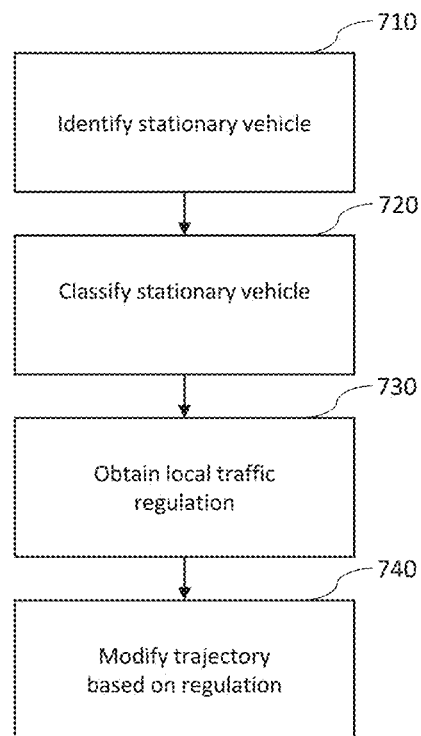 710
Identify stationary vehicle
720
Classify stationary vehicle
730
Obtain local traffic
regulation
740
Modify trajectory
based on regulation